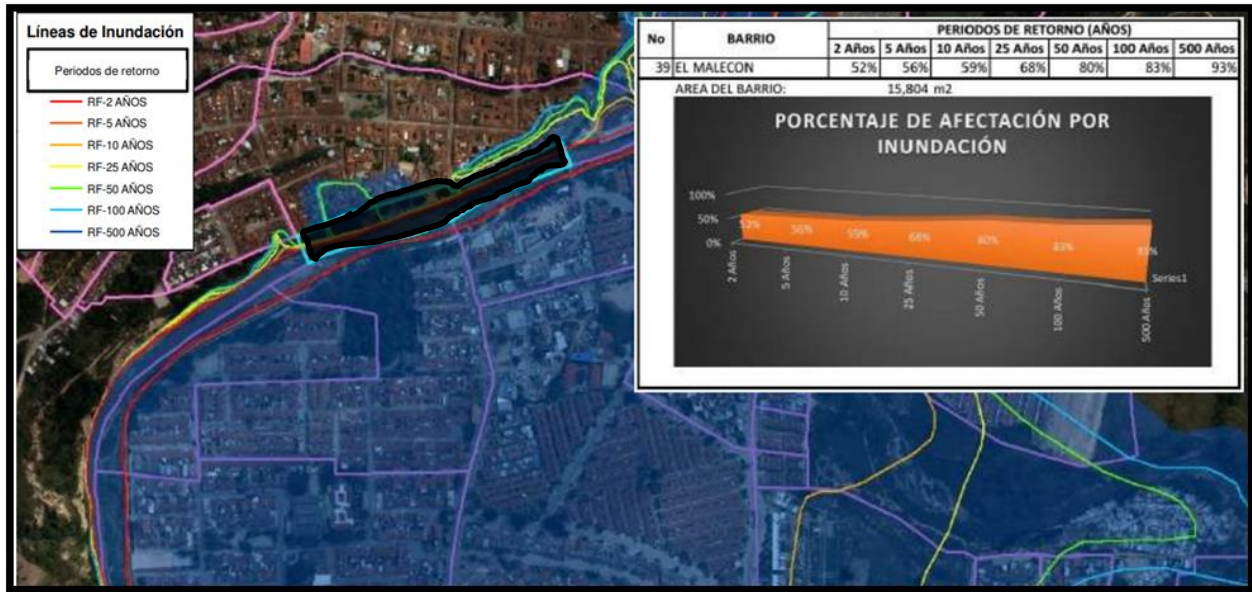 Líneas de Inundación
Periodos de retorno
RF-2 AÑOS
RF-5 AÑOS
RF-10 AÑOS
RF-25 AÑOS
RF-50 AÑOS
RF-100 AÑOS
RF-500 AÑOS
No BARRIO PERIODOS DE RETORNO (AÑOS)
2 Años 5 Años 10 Años 25 Años 50 Años 100 Años 500 Años
39 EL MALECON 52% 56% 59% 68% 80% 83% 93%
AREA DEL BARRIO: 15,804 m2
PORCENTAJE DE AFECTACIÓN POR
INUNDACIÓN
100%
50%
0%
52% 56% 59% 68% 80% 83% 93%
2 Años 5 Años 10 Años 25 Años 50 Años 100 Años 500 Años
Series1